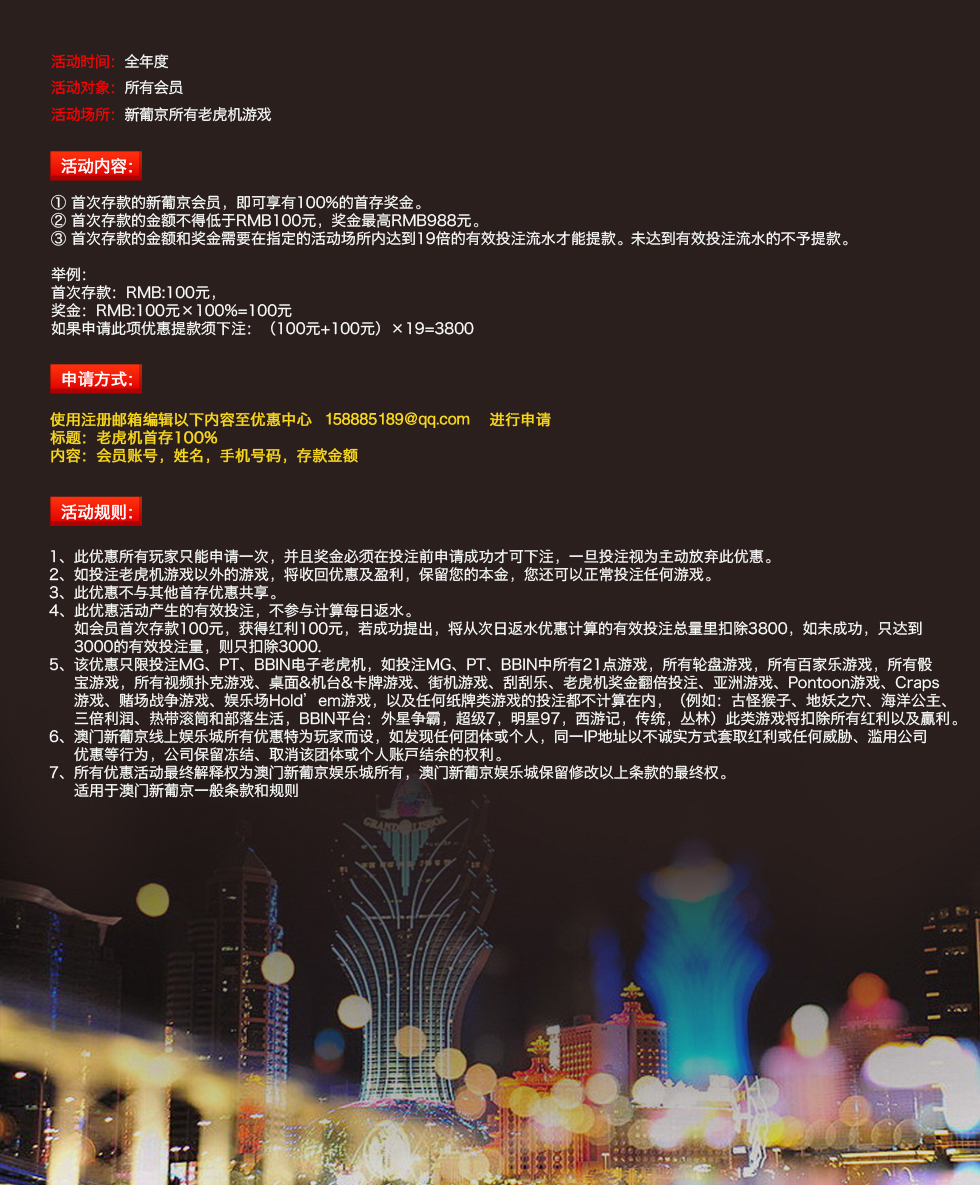 活动时间：全年度
活动对象：所有会员
活动场所：新葡京所有老虎机游戏
活动内容：
① 首次存款的新葡京会员，即可享有100%的首存奖金。
② 首次存款的金额不得低于RMB100元，奖金最高RMB988元。
③ 首次存款的金额和奖金需要在指定的活动场所内达到19倍的有效投注流水才能提款。未达到有效投注流水的不予提款。
举例：
首次存款：RMB:100元，
奖金：RMB:100元×100%=100元
如果申请此项优惠提款须下注：（100元+100元）×19=3800
申请方式：
使用注册邮箱编辑以下内容至优惠中心 158885189@qq.com 进行申请
标题：老虎机首存100%
内容：会员账号，姓名，手机号码，存款金额
活动规则：
1、此优惠所有玩家只能申请一次，并且奖金必须在投注前申请成功才可下注，一旦投注视为主动放弃此优惠。
2、如投注老虎机游戏以外的游戏，将收回优惠及盈利，保留您的本金，您还可以正常投注任何游戏。
3、此优惠不与其他首存优惠共享。
4、此优惠活动产生的有效投注，不参与计算每日返水。
如会员首次存款100元，获得红利100元，若成功提出，将从次日返水优惠计算的有效投注总量里扣除3800，如未成功，只达到
3000的有效投注量，则只扣除3000.
5、该优惠只限投注MG、PT、BBIN电子老虎机，如投注MG、PT、BBIN中所有21点游戏，所有轮盘游戏，所有百家乐游戏，所有骰
宝游戏，所有视频扑克游戏、桌面&机台&卡牌游戏、街机游戏、刮刮乐、老虎机奖金翻倍投注、亚洲游戏、Pontoon游戏、Craps
游戏、赌场战争游戏、娱乐场Hold’em游戏，以及任何纸牌类游戏的投注都不计算在内，（例如：古怪猴子、地妖之穴、海洋公主、
三倍利润、热带滚筒和部落生活，BBIN平台：外星争霸，超级7，明星97，西游记，传统，丛林）此类游戏将扣除所有红利以及赢利。
6、澳门新葡京线上娱乐城所有优惠特为玩家而设，如发现任何团体或个人，同一IP地址以不诚实方式套取红利或任何威胁、滥用公司
优惠等行为，公司保留冻结、取消该团体或个人账戸结余的权利。
7、所有优惠活动最终解释权为澳门新葡京娱乐城所有，澳门新葡京娱乐城保留修改以上条款的最终权。
适用于澳门新葡京一般条款和规则
GRAND LISBOA